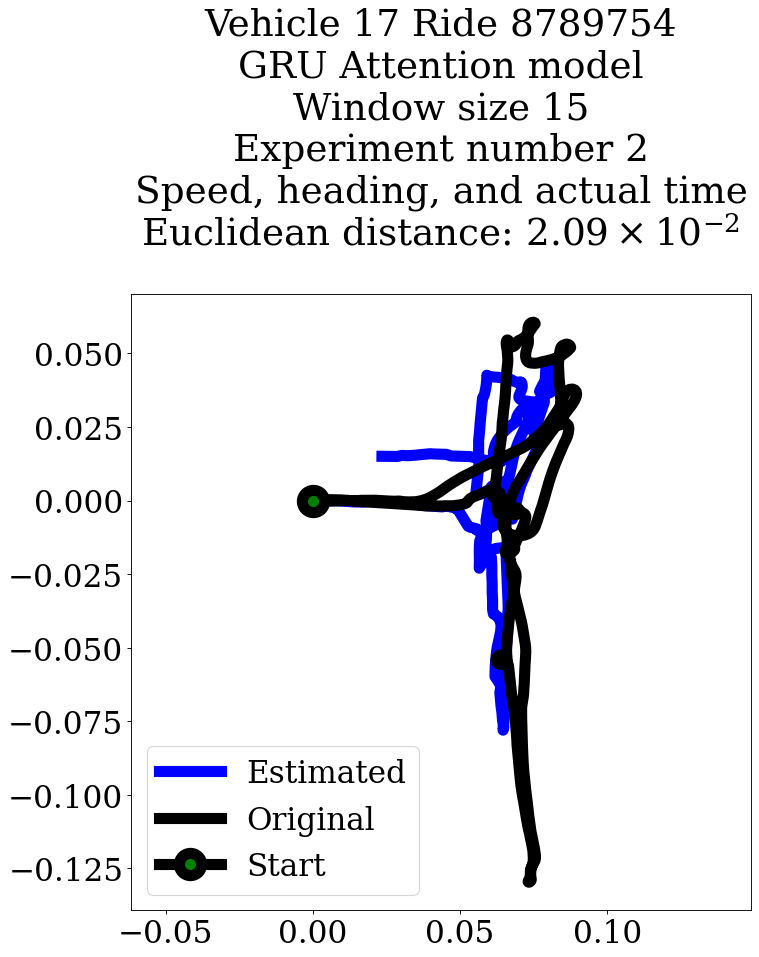 Vehicle 17 Ride 8789754
GRU Attention model
Window size 15
Experiment number 2
Speed, heading, and actual time
Euclidean distance: 2.09 × 10⁻²
0.050
0.025
0.000
−0.025
−0.050
−0.075
−0.100
−0.125
Estimated
Original
Start
−0.05 0.00 0.05 0.10